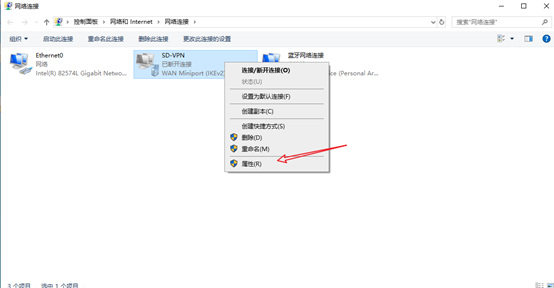 网络连接
控制面板 › 网络和 Internet › 网络连接 ›
搜索"网络连接"
组织 启动此连接 重命名此连接 删除此连接 更改此连接的设置
Ethernet0
网络
Intel(R) 82574L Gigabit Netwo...
SD-VPN
已断开连接
WAN Miniport (IKEv2)
蓝牙网络连接
ce (Personal Ar...
连接/断开连接(O)
状态(U)
设置为默认连接(F)
创建副本(C)
创建快捷方式(S)
删除(D)
重命名(M)
属性(R)
3 个项目 选中 1 个项目